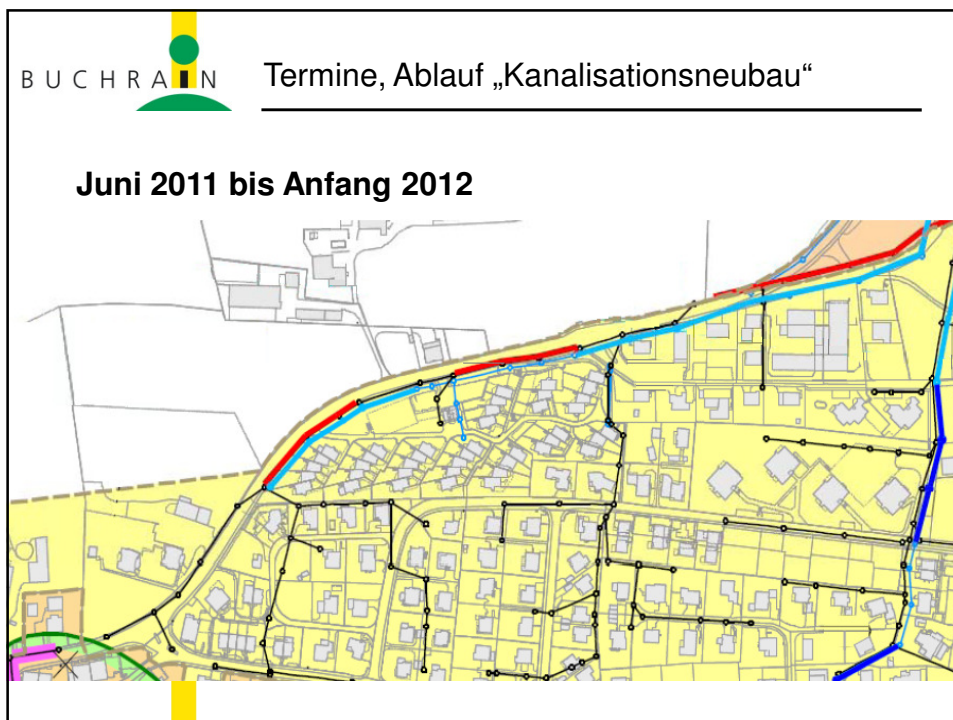 BUCHRAIN
Termine, Ablauf „Kanalisationsneubau“
Juni 2011 bis Anfang 2012